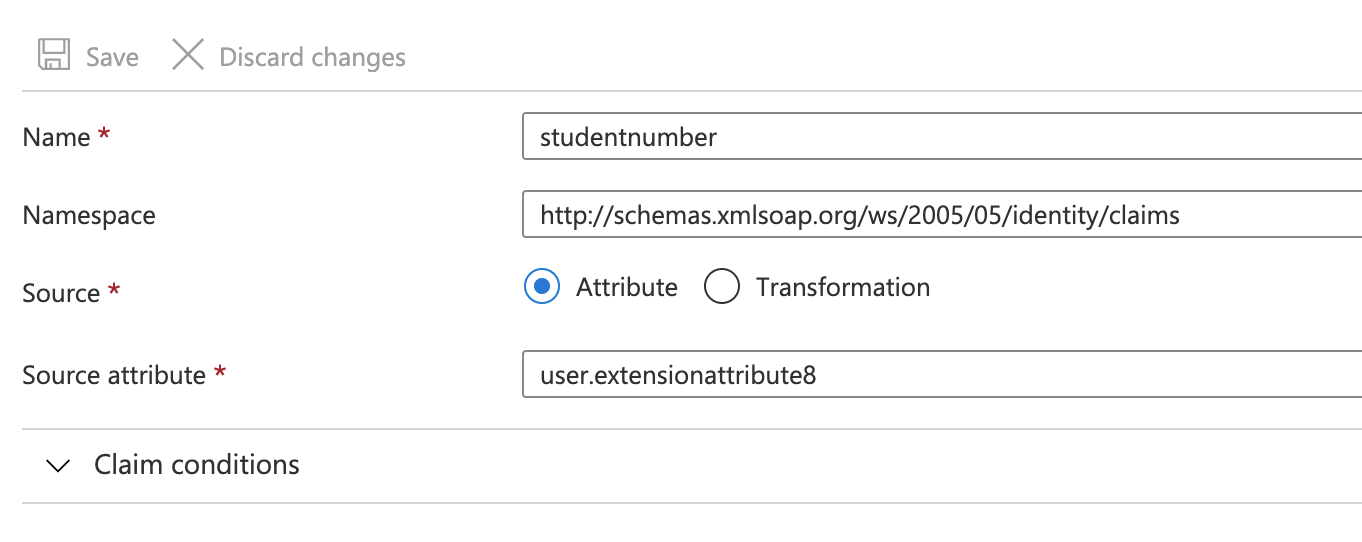 Save Discard changes
Name * studentnumber
Namespace http://schemas.xmlsoap.org/ws/2005/05/identity/claims
Source * Attribute Transformation
Source attribute * user.extensionattribute8
Claim conditions